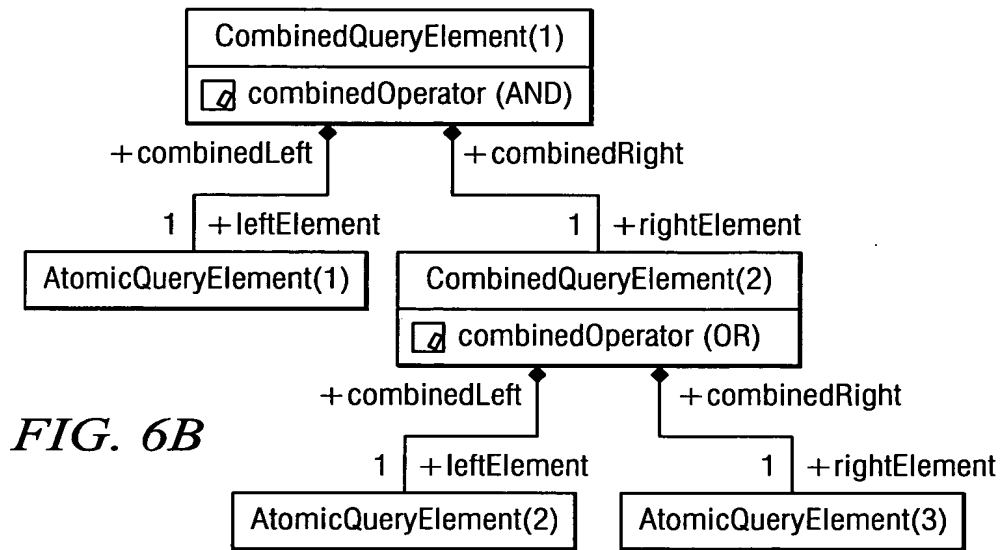 CombinedQueryElement(1)
combinedOperator (AND)
+combinedLeft
+combinedRight
1 +leftElement
1 +rightElement
AtomicQueryElement(1)
CombinedQueryElement(2)
combinedOperator (OR)
+combinedLeft
+combinedRight
FIG. 6B
1 +leftElement
1 +rightElement
AtomicQueryElement(2)
AtomicQueryElement(3)